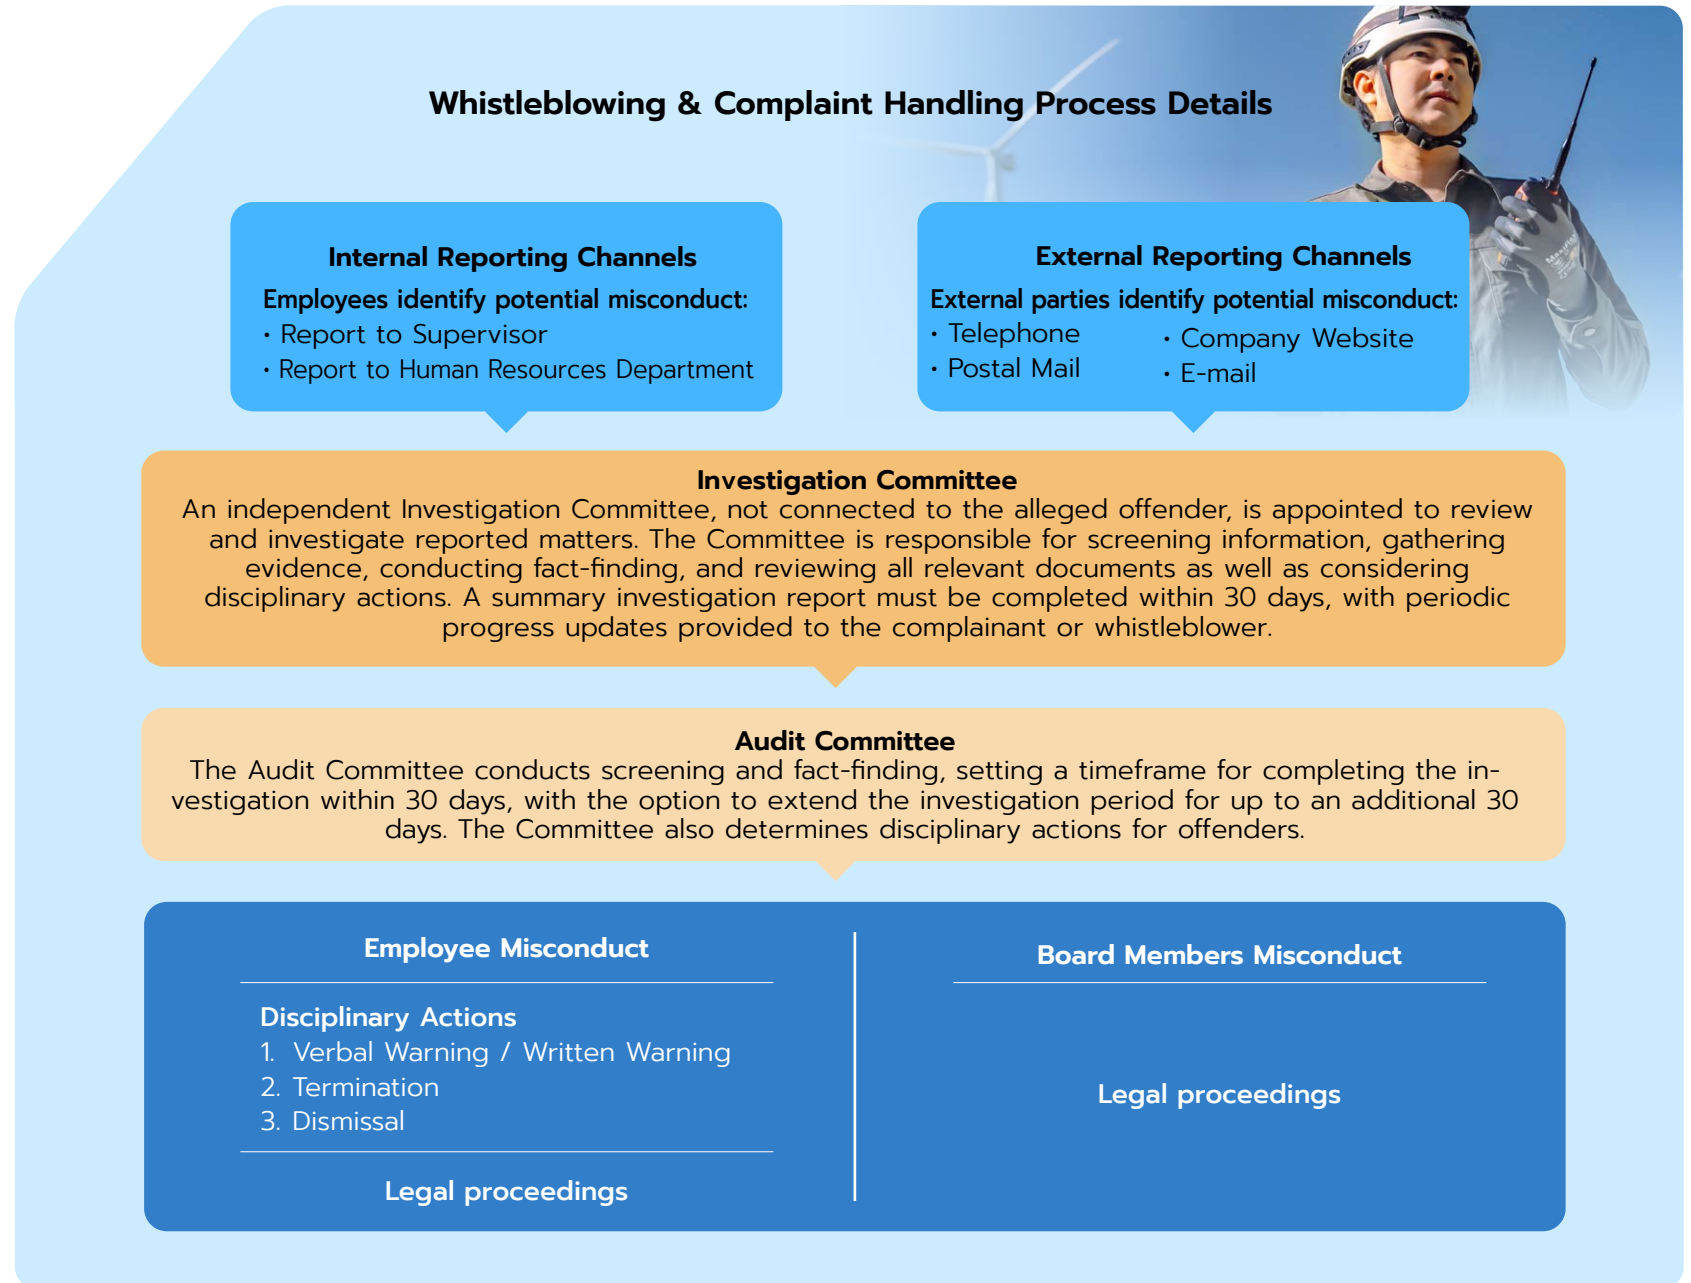 Whistleblowing & Complaint Handling Process Details
Internal Reporting Channels
Employees identify potential misconduct:
• Report to Supervisor
• Report to Human Resources Department
External Reporting Channels
External parties identify potential misconduct:
• Telephone
• Postal Mail
• Company Website
• E-mail
Investigation Committee
An independent Investigation Committee, not connected to the alleged offender, is appointed to review
and investigate reported matters. The Committee is responsible for screening information, gathering
evidence, conducting fact-finding, and reviewing all relevant documents as well as considering
disciplinary actions. A summary investigation report must be completed within 30 days, with periodic
progress updates provided to the complainant or whistleblower.
Audit Committee
The Audit Committee conducts screening and fact-finding, setting a timeframe for completing the in-
vestigation within 30 days, with the option to extend the investigation period for up to an additional 30
days. The Committee also determines disciplinary actions for offenders.
Employee Misconduct
Disciplinary Actions
1. Verbal Warning / Written Warning
2. Termination
3. Dismissal
Legal proceedings
Board Members Misconduct
Legal proceedings